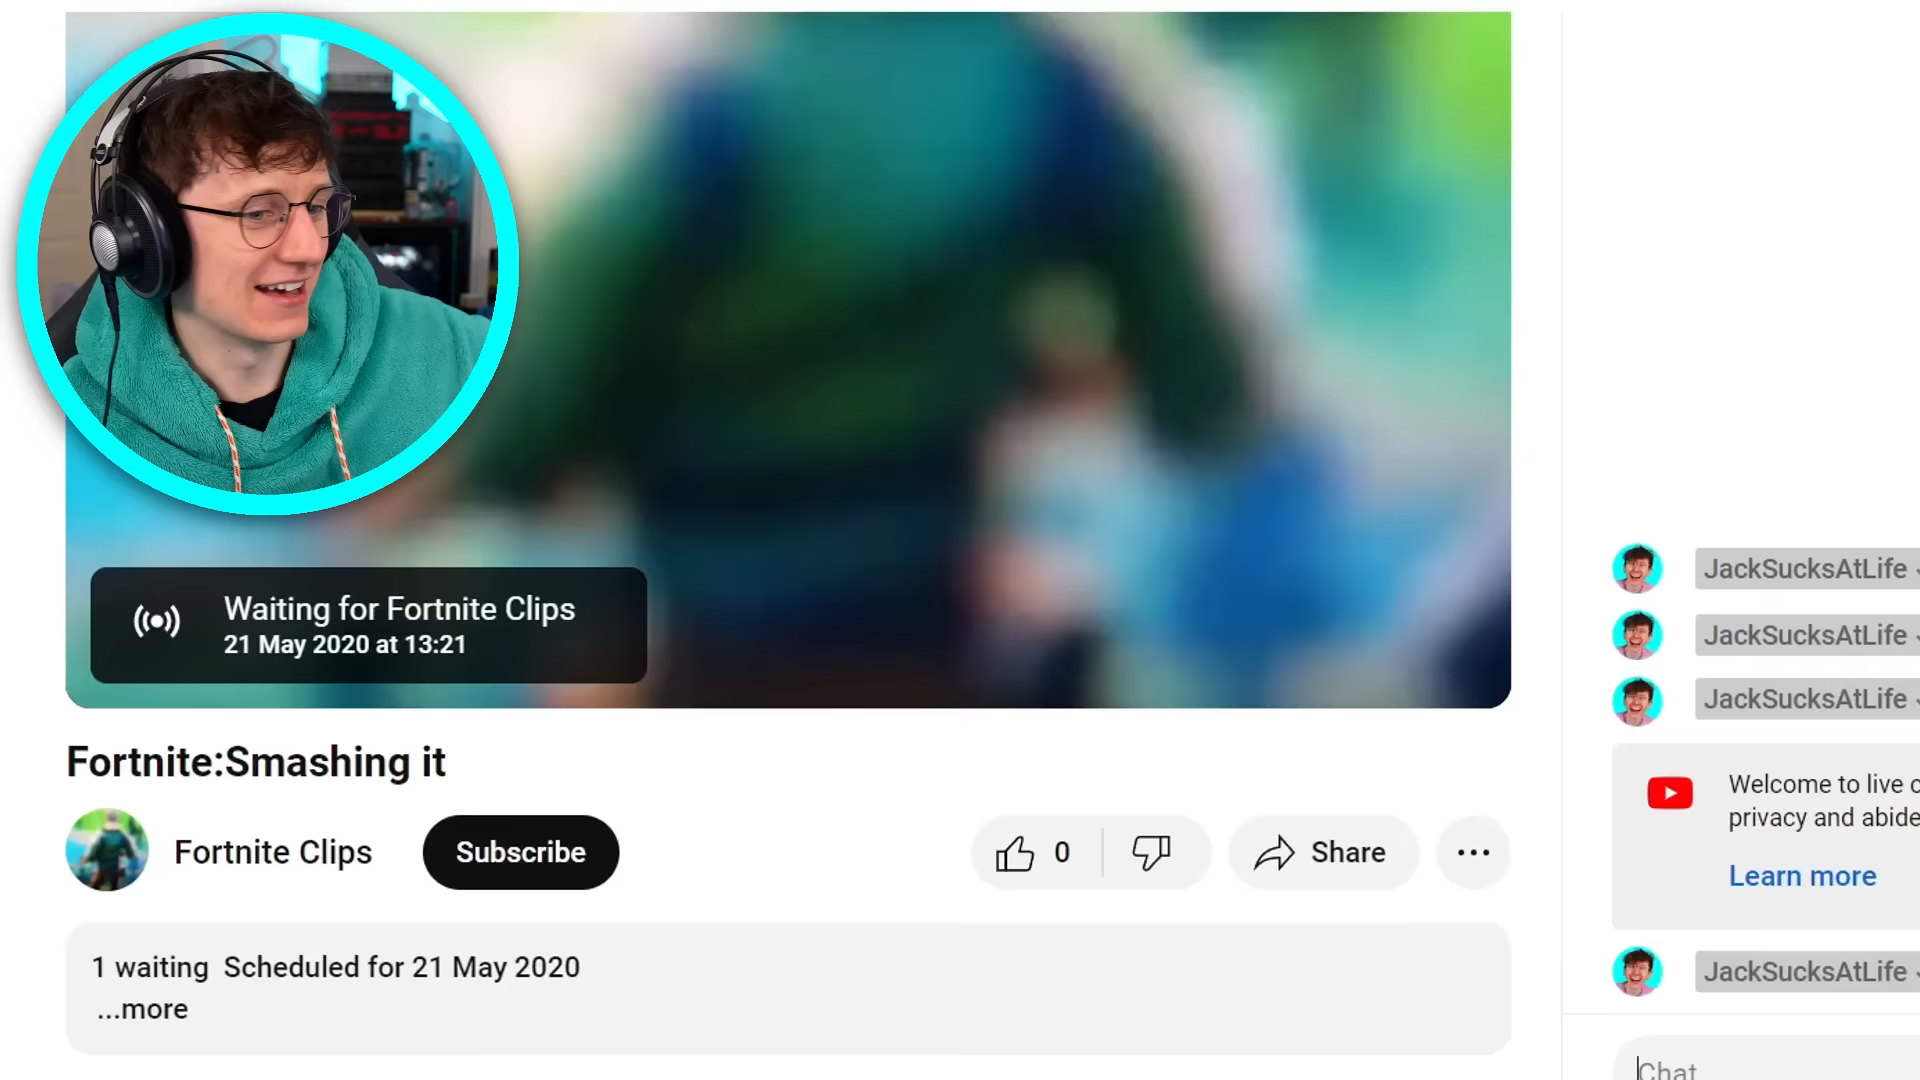 Waiting for Fortnite Clips
21 May 2020 at 13:21
Fortnite:Smashing it
Fortnite Clips
Subscribe
0
Share
1 waiting Scheduled for 21 May 2020
...more
JackSucksAtLife
JackSucksAtLife
JackSucksAtLife
Welcome to live
privacy and abide
Learn more
JackSucksAtLife
Chat